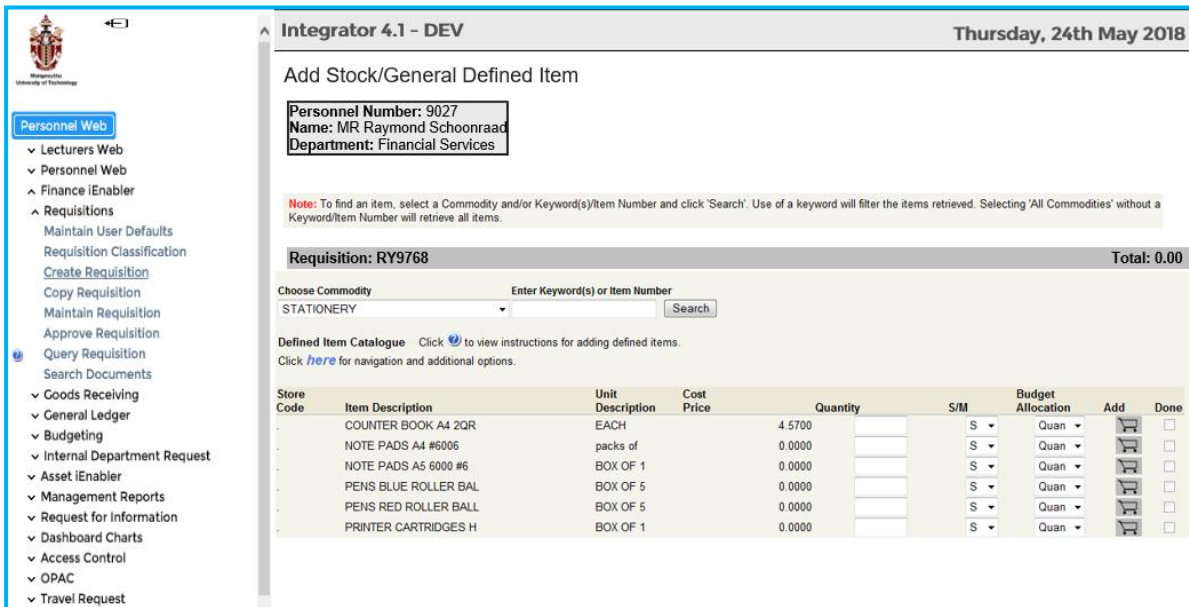 Mangosuthu
University of Technology
Personnel Web
Lecturers Web
Personnel Web
Finance iEnabler
Requisitions
Maintain User Defaults
Requisition Classification
Create Requisition
Copy Requisition
Maintain Requisition
Approve Requisition
Query Requisition
Search Documents
Goods Receiving
General Ledger
Budgeting
Internal Department Request
Asset iEnabler
Management Reports
Request for Information
Dashboard Charts
Access Control
OPAC
Travel Request
Integrator 4.1 - DEV Thursday, 24th May 2018
Add Stock/General Defined Item
Personnel Number: 9027
Name: MR Raymond Schoonraad
Department: Financial Services
Note: To find an item, select a Commodity and/or Keyword(s)/Item Number and click 'Search'. Use of a keyword will filter the items retrieved. Selecting 'All Commodities' without a
Keyword/Item Number will retrieve all items.
Requisition: RY9768 Total: 0.00
Choose Commodity Enter Keyword(s) or Item Number
STATIONERY Search
Defined Item Catalogue Click ? to view instructions for adding defined items.
Click here for navigation and additional options.
Store Unit Cost Budget
Code Item Description Description Price Quantity S/M Allocation Add Done
. COUNTER BOOK A4 2QR EACH 4.5700 S Quan
. NOTE PADS A4 #6006 packs of 0.0000 S Quan
. NOTE PADS A5 6000 #6 BOX OF 1 0.0000 S Quan
. PENS BLUE ROLLER BAL BOX OF 5 0.0000 S Quan
. PENS RED ROLLER BALL BOX OF 5 0.0000 S Quan
. PRINTER CARTRIDGES H BOX OF 1 0.0000 S Quan